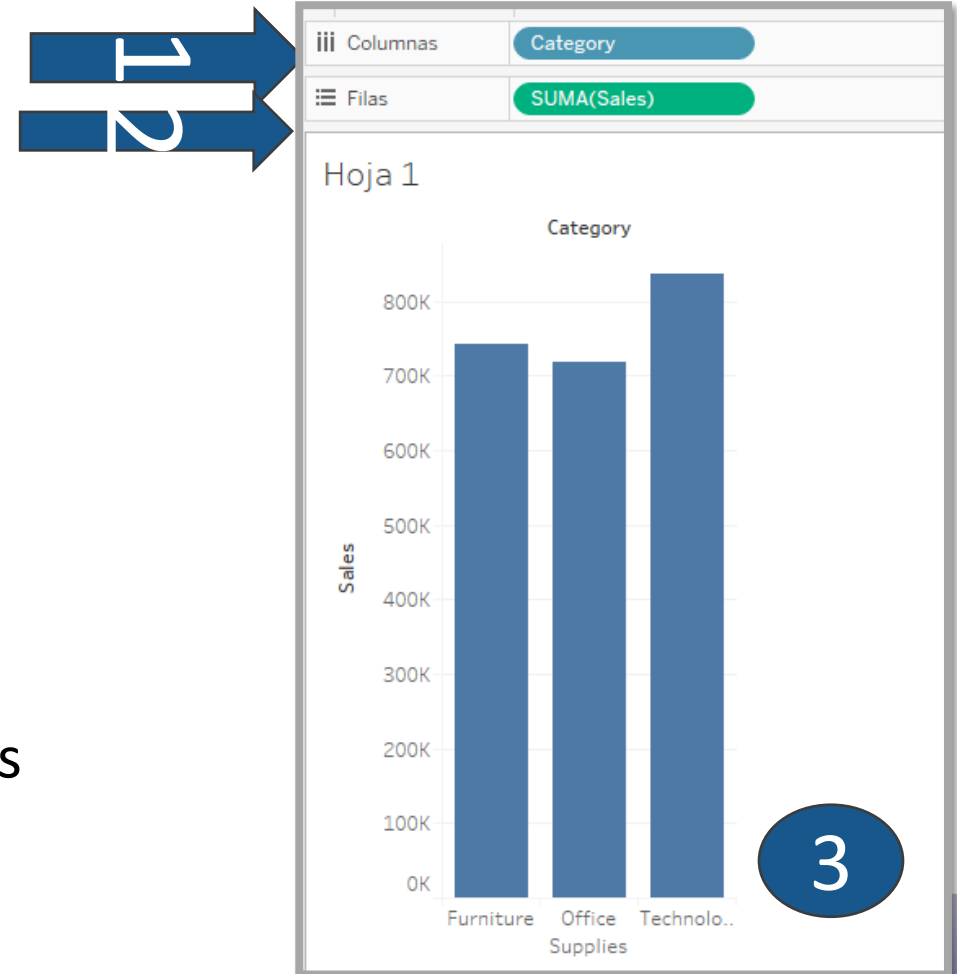 1
Columnas Category
2
Filas SUMA(Sales)
Hoja 1
Category
800K
700K
600K
500K
400K
300K
200K
100K
0K
Sales
Furniture Office Supplies Technolo..
s
3